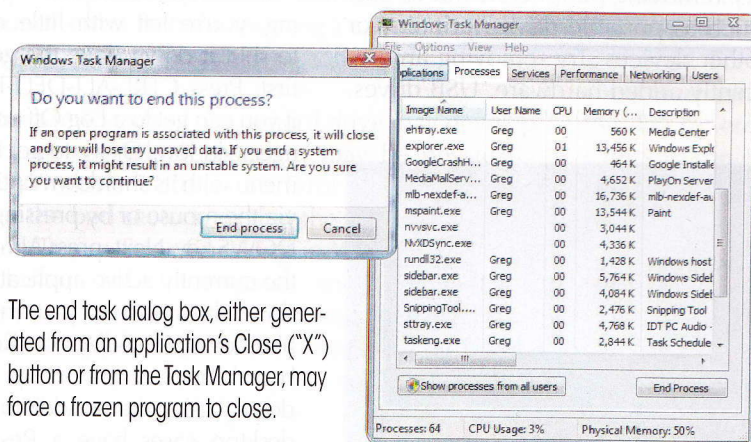 Windows Task Manager
Do you want to end this process?
If an open program is associated with this process, it will close
and you will lose any unsaved data. If you end a system
process, it might result in an unstable system. Are you sure
you want to continue?
End process Cancel
The end task dialog box, either gener-
ated from an application's Close ("X")
button or from the Task Manager, may
force a frozen program to close.
Windows Task Manager
File Options View Help
plications Processes Services Performance Networking Users
Image Name User Name CPU Memory (... Description
ehtray.exe Greg 00 560 K Media Center
explorer.exe Greg 01 13,456 K Windows Explr
GoogleCrashH... Greg 00 464 K Google Installe
MediaMallServ... Greg 00 4,652 K PlayOn Server
mlb-nexdef-a... Greg 00 16,736 K mlb-nexdef-au
mspaint.exe Greg 00 13,544 K Paint
nvvsvc.exe 00 3,044 K
NvXDSync.exe 00 4,336 K
rundll32.exe Greg 00 1,428 K Windows host
sidebar.exe Greg 00 5,764 K Windows Sidet
sidebar.exe Greg 00 4,084 K Windows Sidet
SnippingTool.... Greg 00 2,476 K Snipping Tool
sttray.exe Greg 00 4,768 K IDT PC Audio -
taskeng.exe Greg 00 2,844 K Task Schedule
Show processes from all users End Process
Processes: 64 CPU Usage: 3% Physical Memory: 50%